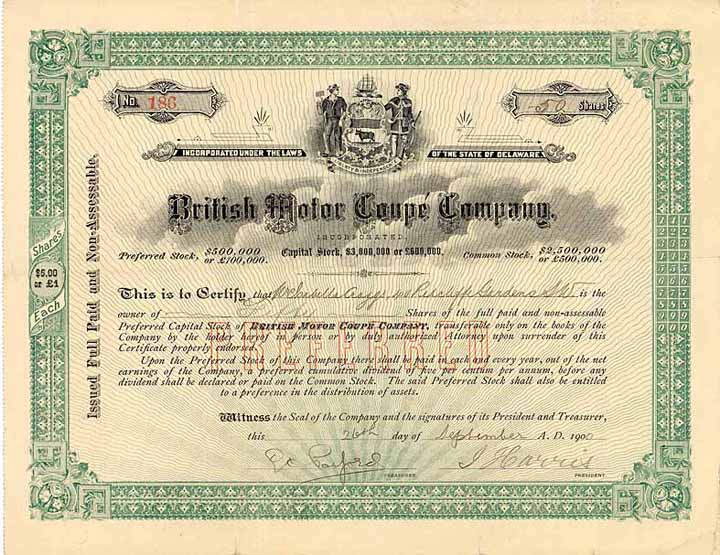 No. 186
50 Shares
INCORPORATED UNDER THE LAWS OF THE STATE OF DELAWARE.
British Motor Coupé Company,
INCORPORATED.
Preferred Stock, $500,000 or £100,000.
Capital Stock, $3,000,000 or £600,000.
Common Stock, $2,500,000 or £500,000.
Issued Full Paid and Non-Assessable.
Shares
$5.00 or £1
Each
This is to Certify that Isabella Gardens S.W. is the
owner of Fifty Shares of the full paid and non-assessable
Preferred Capital Stock of BRITISH MOTOR COUPE COMPANY, transferable only on the books of the
Company by the holder hereof in person or by duly authorized Attorney upon surrender of this
Certificate properly endorsed.
PREFERRED
Upon the Preferred Stock of this Company there shall be paid in each and every year, out of the net
earnings of the Company, a preferred cumulative dividend of five per centum per annum, before any
dividend shall be declared or paid on the Common Stock. The said Preferred Stock shall also be entitled
to a preference in the distribution of assets.
Witness the Seal of the Company and the signatures of its President and Treasurer,
this 26th day of September A. D. 1900
J Harris
TREASURER. PRESIDENT.